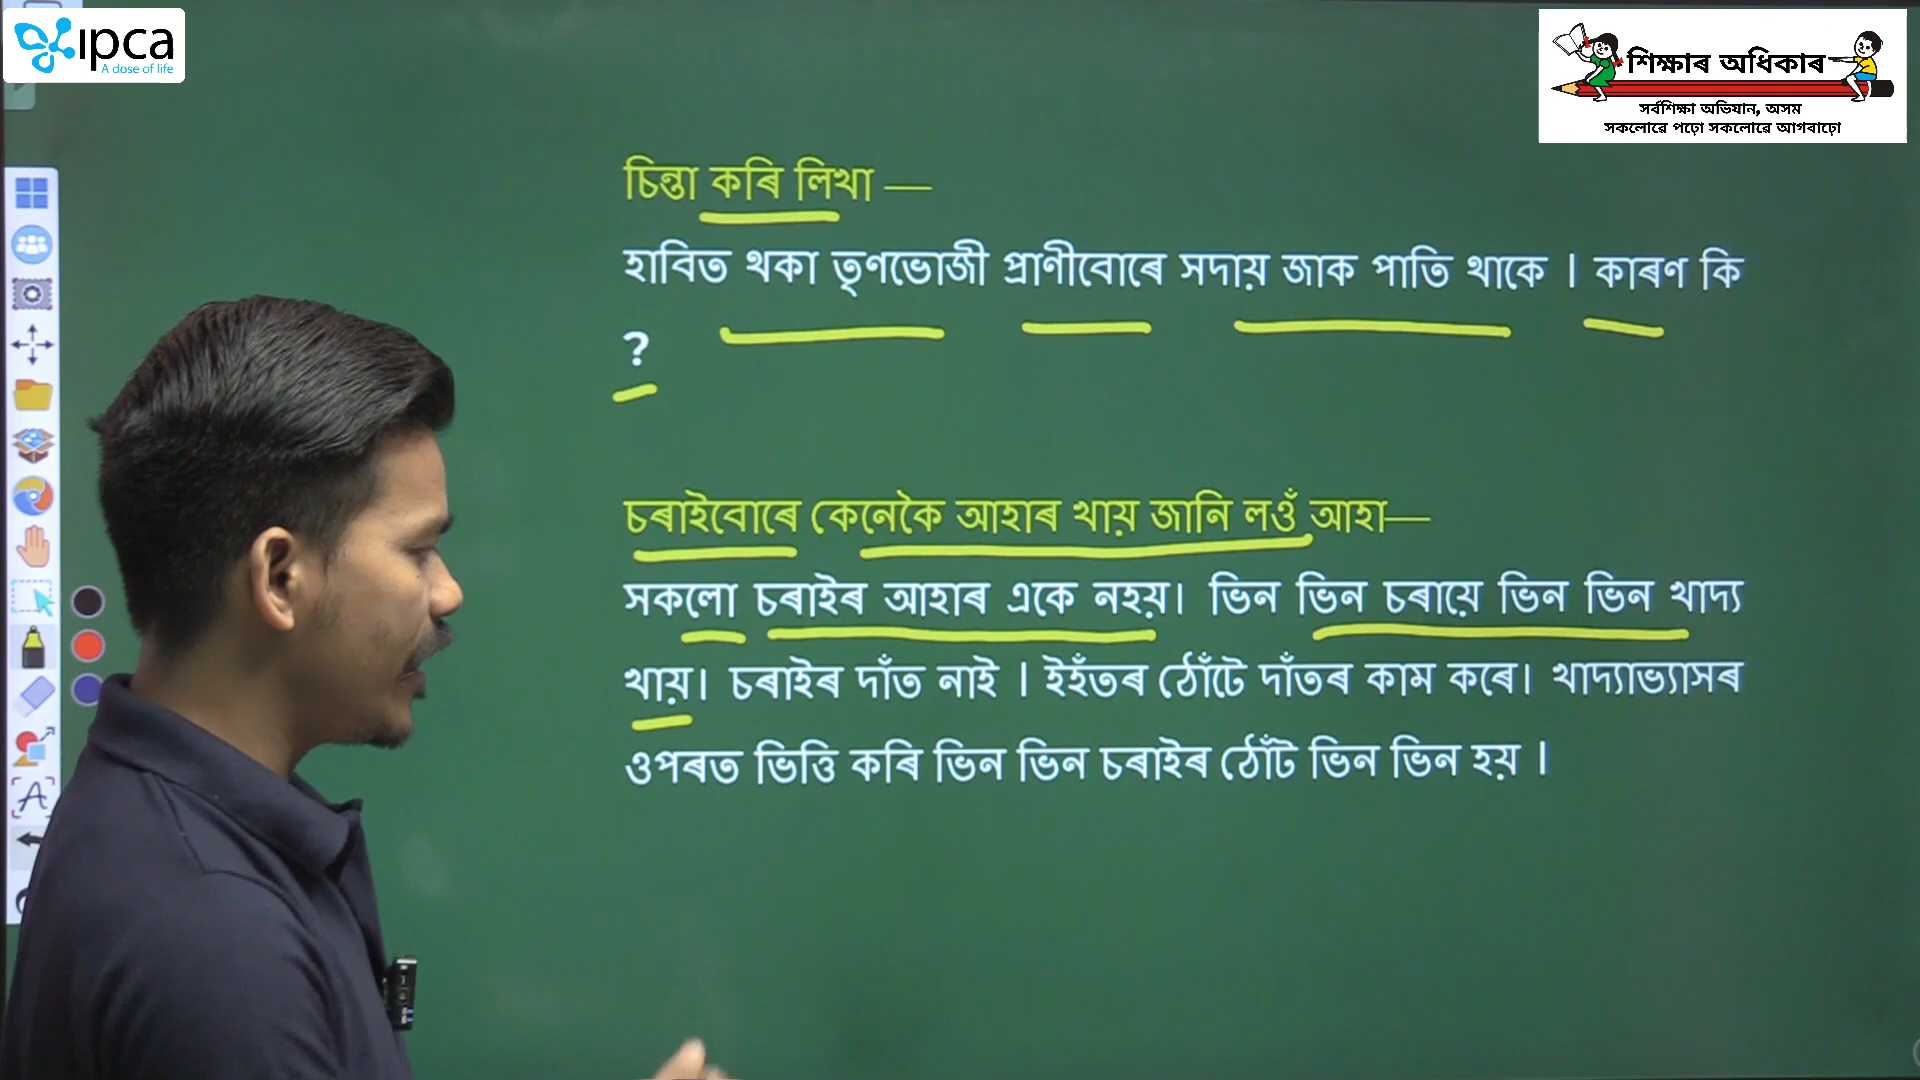 ipca
A dose of life
শিক্ষাৰ অধিকাৰ
সৰ্বশিক্ষা অভিযান, অসম
সকলোৱে পঢ়ো সকলোৱে আগবাঢ়ো
চিন্তা কৰি লিখা —
হাবিত থকা তৃণভোজী প্ৰাণীবোৰে সদায় জাক পাতি থাকে । কাৰণ কি
?
চৰাইবোৰে কেনেকৈ আহাৰ খায় জানি লওঁ আহা—
সকলো চৰাইৰ আহাৰ একে নহয়। ভিন ভিন চৰায়ে ভিন ভিন খাদ্য
খায়। চৰাইৰ দাঁত নাই । ইহঁতৰ ঠোঁটে দাঁতৰ কাম কৰে। খাদ্যাভ্যাসৰ
ওপৰত ভিত্তি কৰি ভিন ভিন চৰাইৰ ঠোঁট ভিন ভিন হয় ।